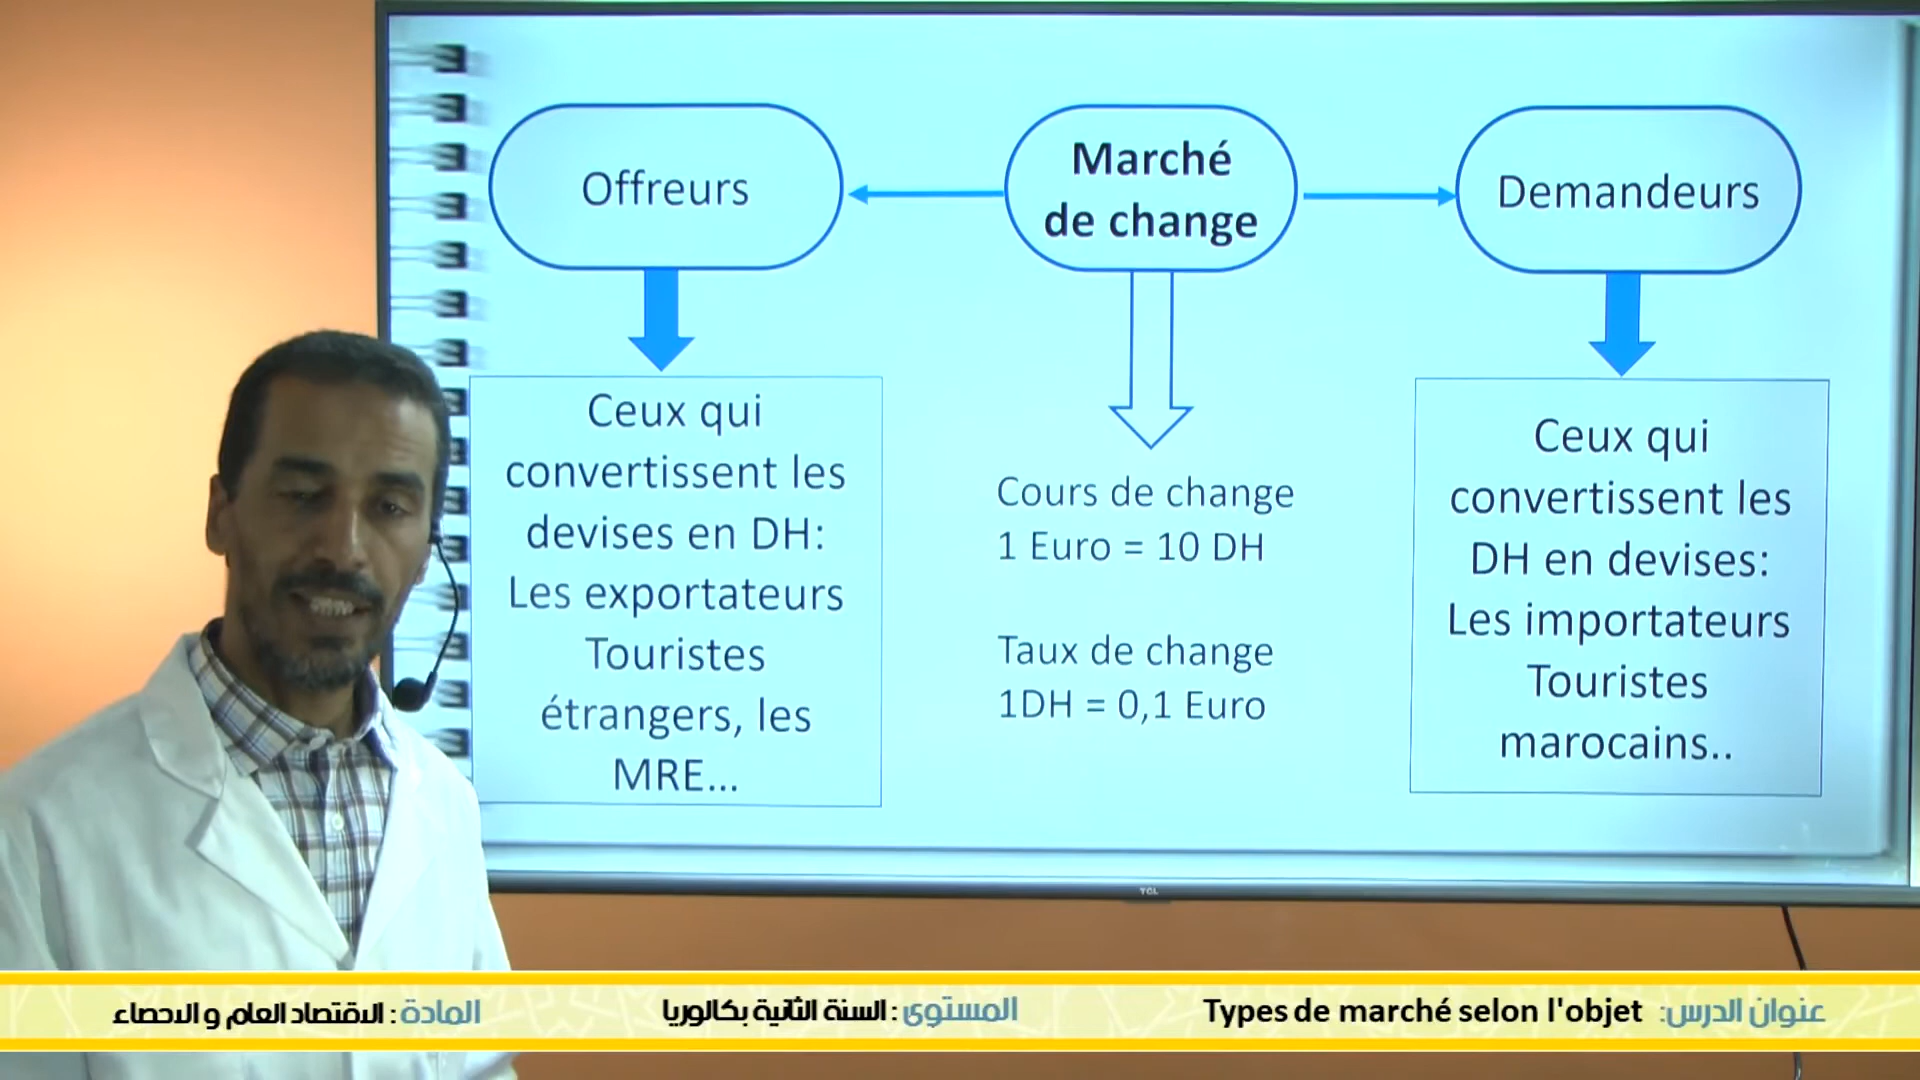 Offreurs
Marché
de change
Demandeurs
Ceux qui
convertissent les
devises en DH:
Les exportateurs
Touristes
étrangers, les
MRE...
Cours de change
1 Euro = 10 DH
Taux de change
1DH = 0,1 Euro
Ceux qui
convertissent les
DH en devises:
Les importateurs
Touristes
marocains..
TCL
عنوان الدرس: Types de marché selon l'objet
المستوى : السنة الثانية بكالوريا
المادة : الاقتصاد العام و الاحصاء